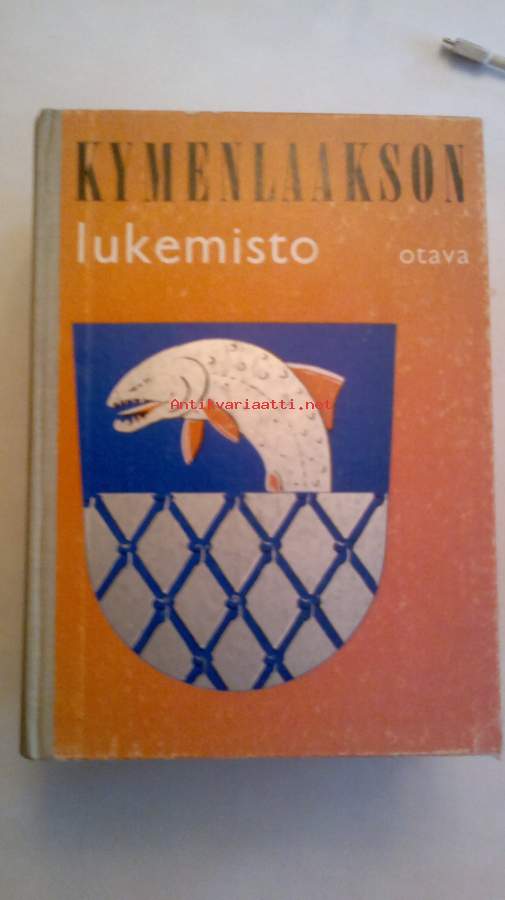 KYMENLAAKSON
lukemisto otava
Antikvariaatti.net